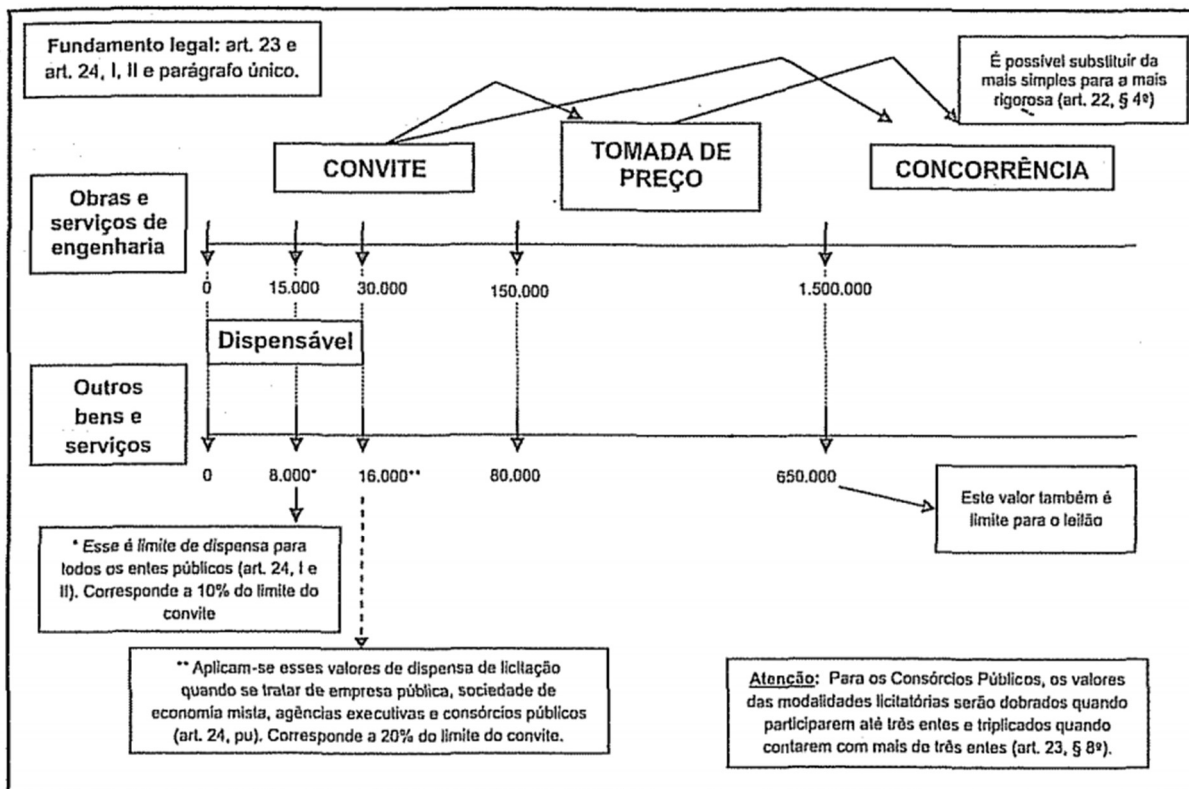 Fundamento legal: art. 23 e
art. 24, I, II e parágrafo único.
É possível substituir da
mais simples para a mais
rigorosa (art. 22, § 4º)
CONVITE
TOMADA DE
PREÇO
CONCORRÊNCIA
Obras e
serviços de
engenharia
0 15.000 30.000 150.000 1.500.000
Dispensável
Outros
bens e
serviços
0 8.000* 16.000** 80.000 650.000
Este valor também é
limite para o leilão
* Esse é limite de dispensa para
todos os entes públicos (art. 24, I e
II). Corresponde a 10% do limite do
convite
** Aplicam-se esses valores de dispensa de licitação
quando se tratar de empresa pública, sociedade de
economia mista, agências executivas e consórcios públicos
(art. 24, pu). Corresponde a 20% do limite do convite.
Atenção: Para os Consórcios Públicos, os valores
das modalidades licitatórias serão dobrados quando
participarem até três entes e triplicados quando
contarem com mais de três entes (art. 23, § 8º).